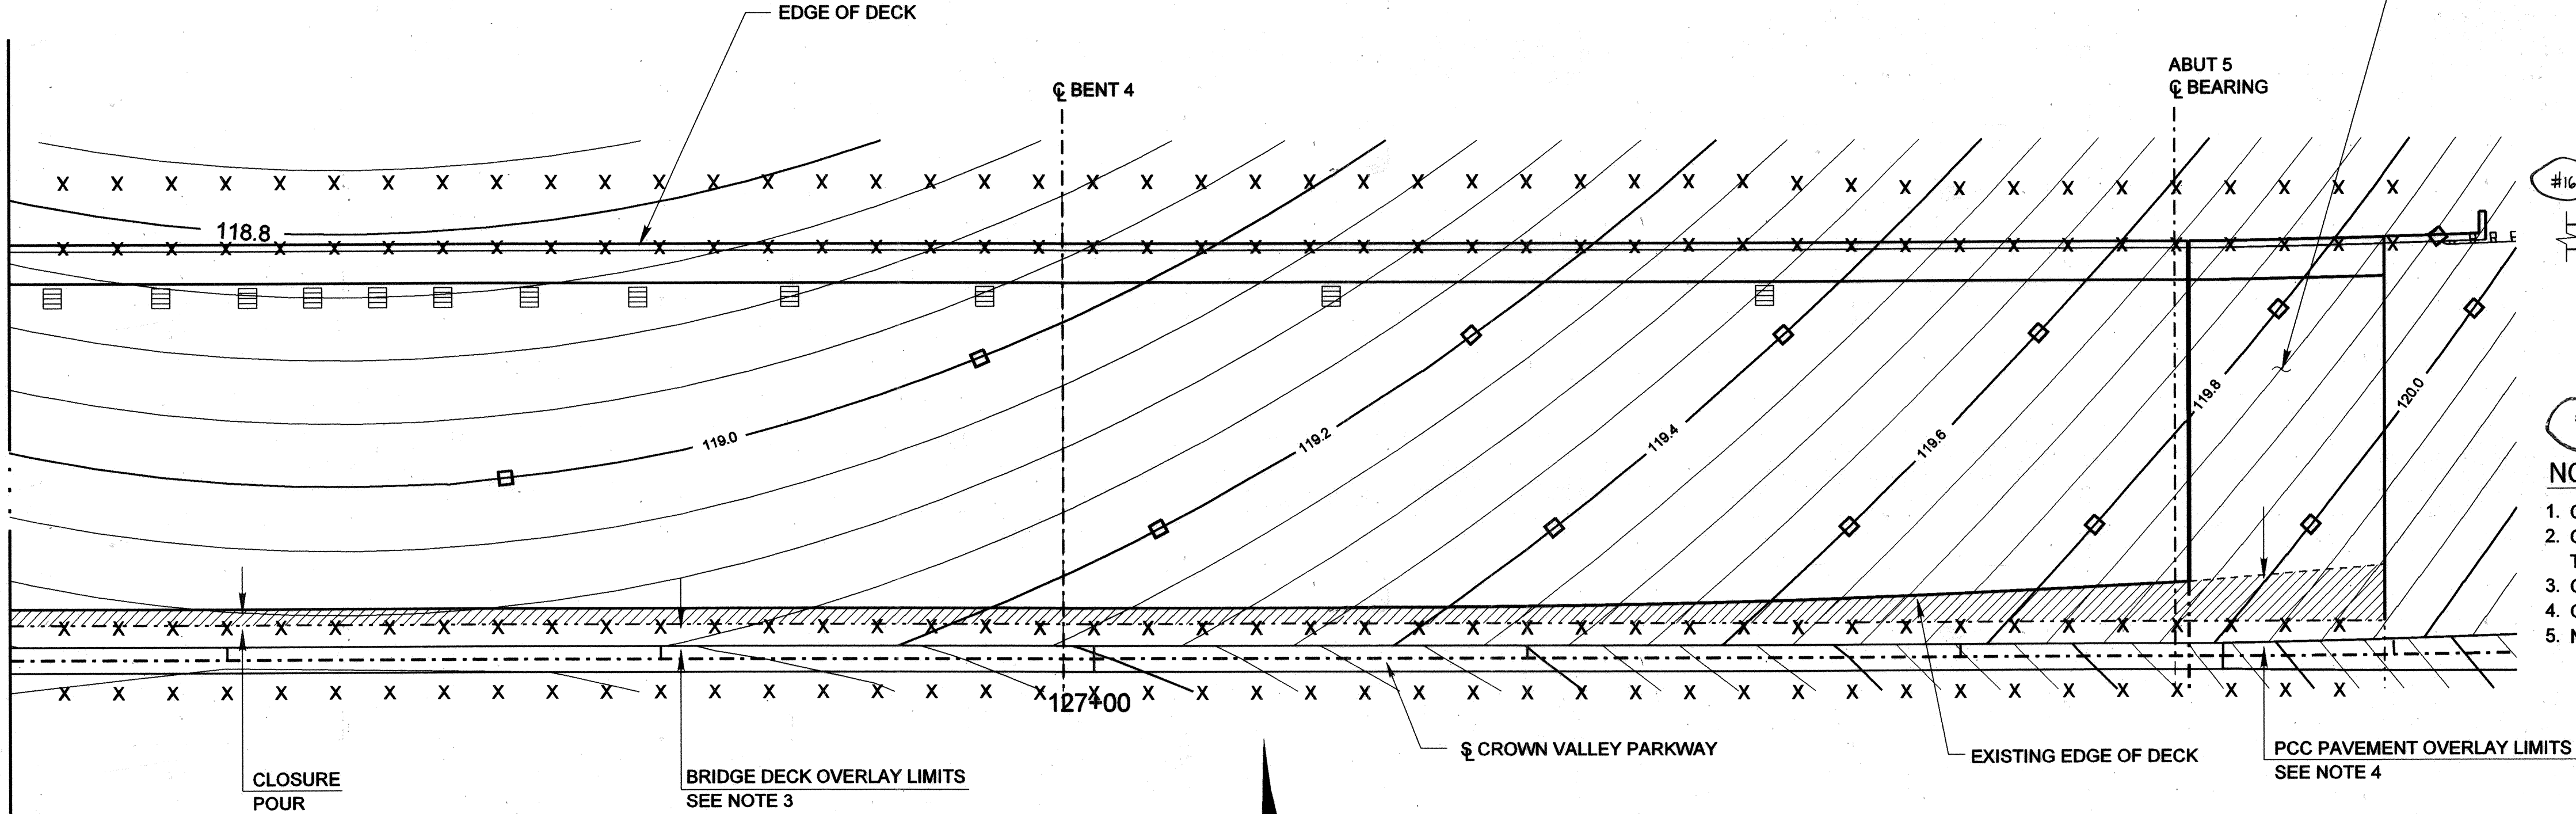 EDGE OF DECK
ABUT 5
℄ BEARING
℄ BENT 4
#16
118.8
119.0
119.2
119.4
119.6
119.8
120.0
NO
1.
2.
3.
4.
5.
127+00
℄ CROWN VALLEY PARKWAY
EXISTING EDGE OF DECK
PCC PAVEMENT OVERLAY LIMITS
SEE NOTE 4
BRIDGE DECK OVERLAY LIMITS
SEE NOTE 3
CLOSURE
POUR